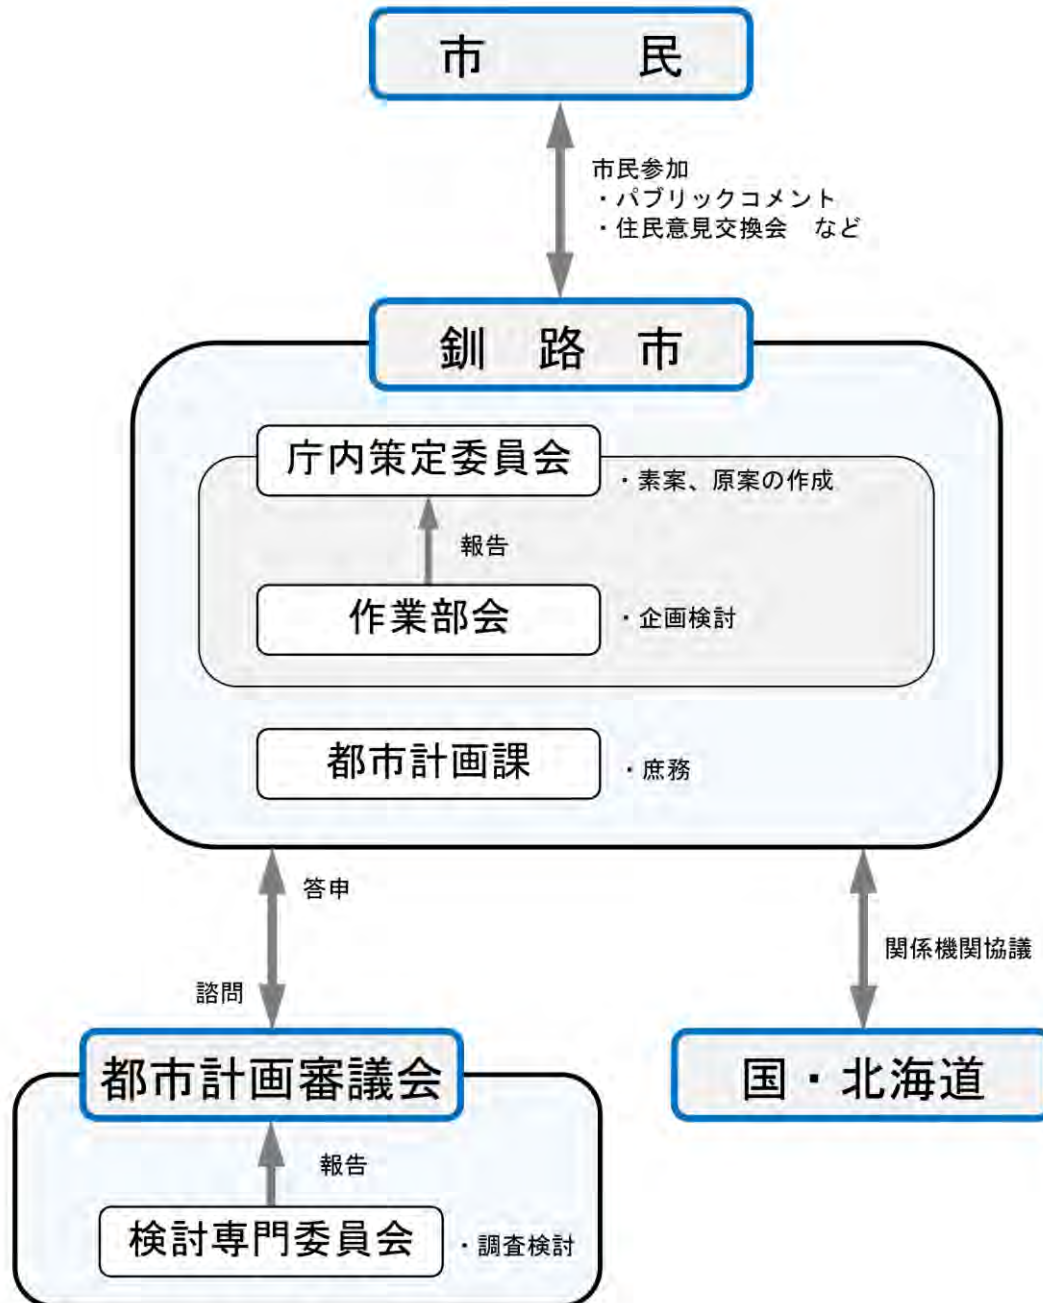 市　　　民
市民参加
・パブリックコメント
・住民意見交換会　など
釧　路　市
庁内策定委員会
・素案、原案の作成
報告
作業部会
・企画検討
都市計画課
・庶務
答申
諮問
関係機関協議
都市計画審議会
国・北海道
報告
検討専門委員会
・調査検討